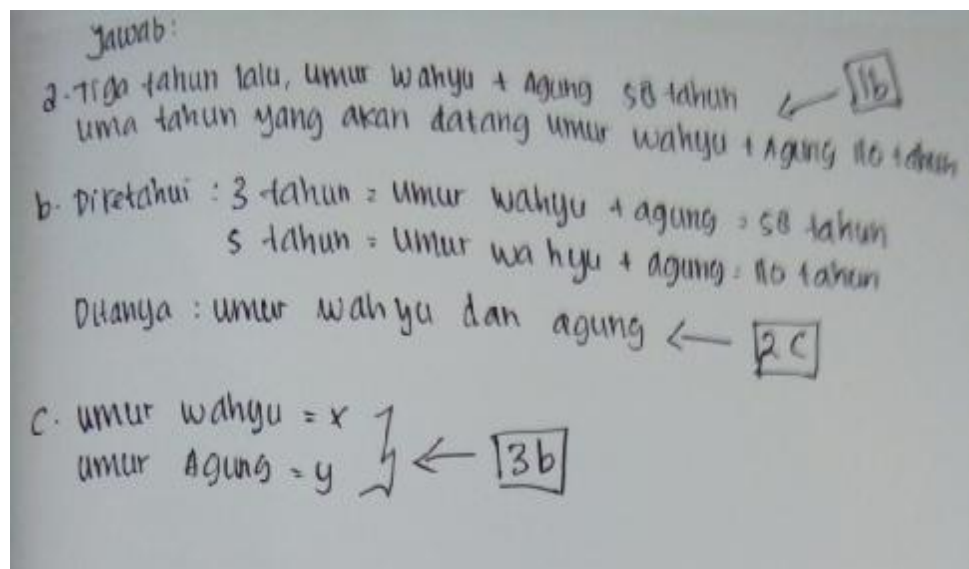 Jawab:
a. Tiga tahun lalu, umur wahyu + Agung 58 tahun
1b
Lima tahun yang akan datang umur wahyu + Agung 110 tahun
b. Diketahui : 3 tahun = umur wahyu + agung = 58 tahun
5 tahun = umur wahyu + agung = 110 tahun
Ditanya : umur wahyu dan agung
2c
c. umur wahyu = x
umur Agung = y
3b